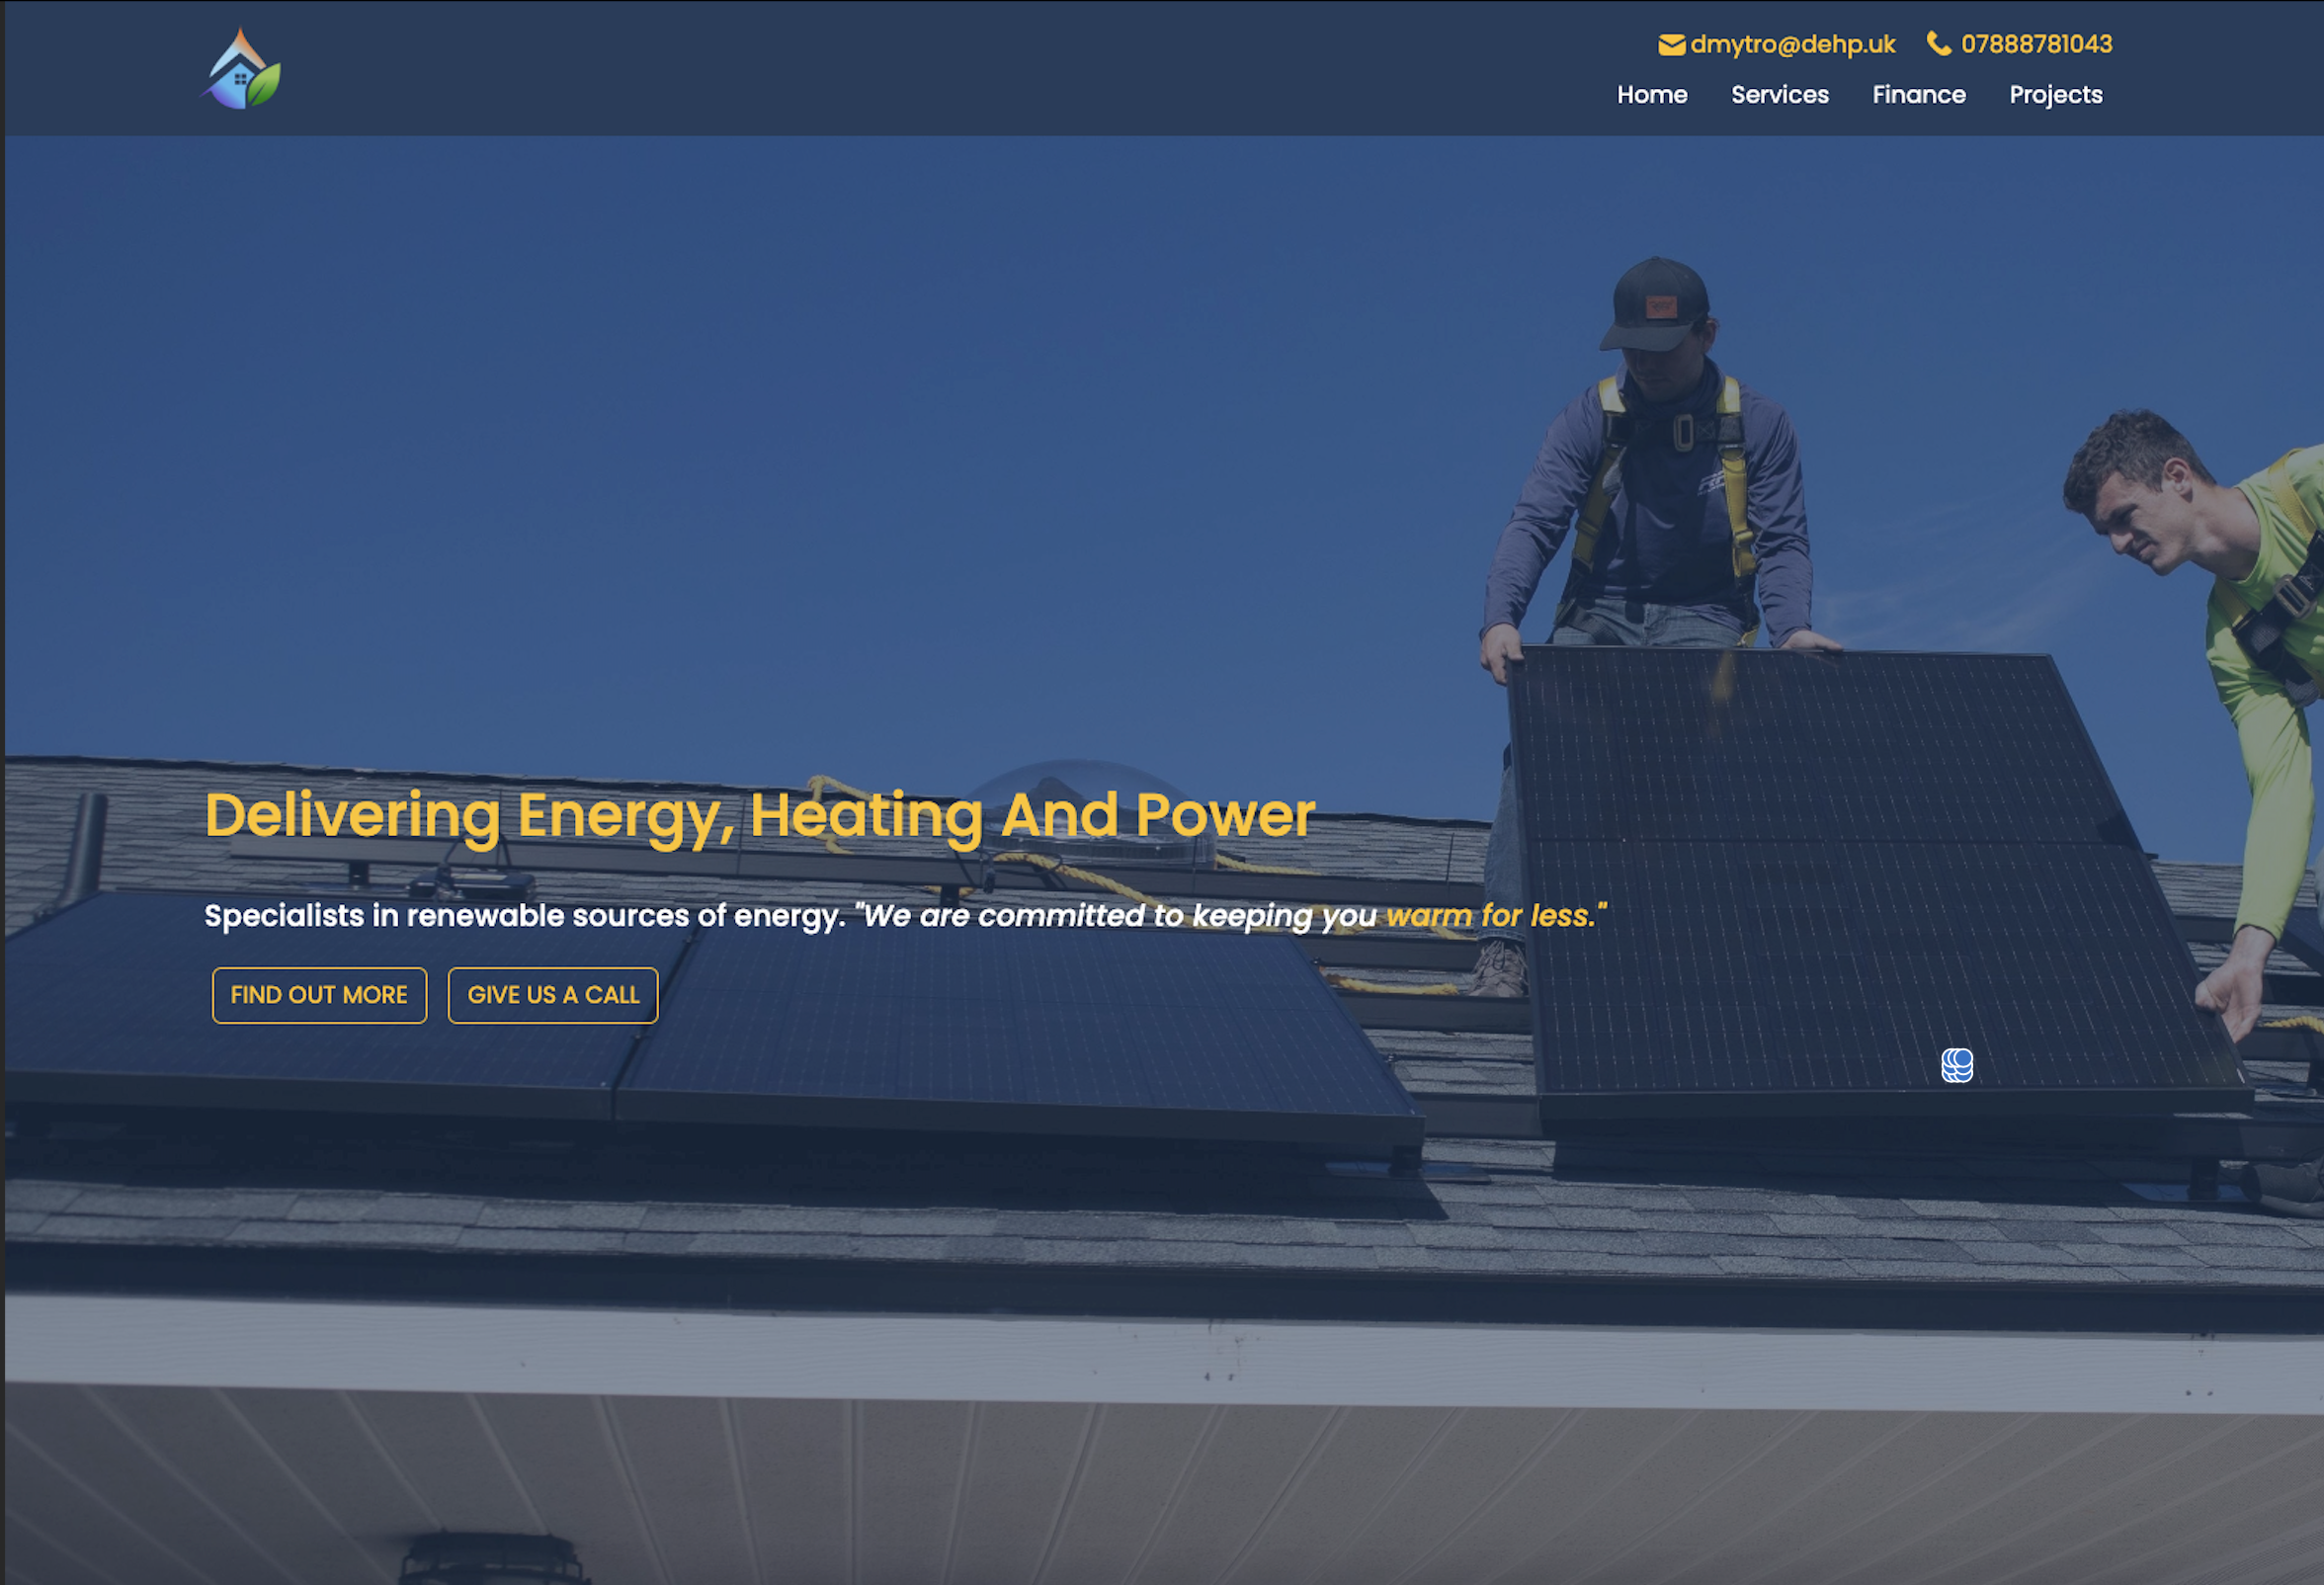 dmytro@dehp.uk 07888781043
Home Services Finance Projects
Delivering Energy, Heating And Power
Specialists in renewable sources of energy. "We are committed to keeping you warm for less."
FIND OUT MORE GIVE US A CALL